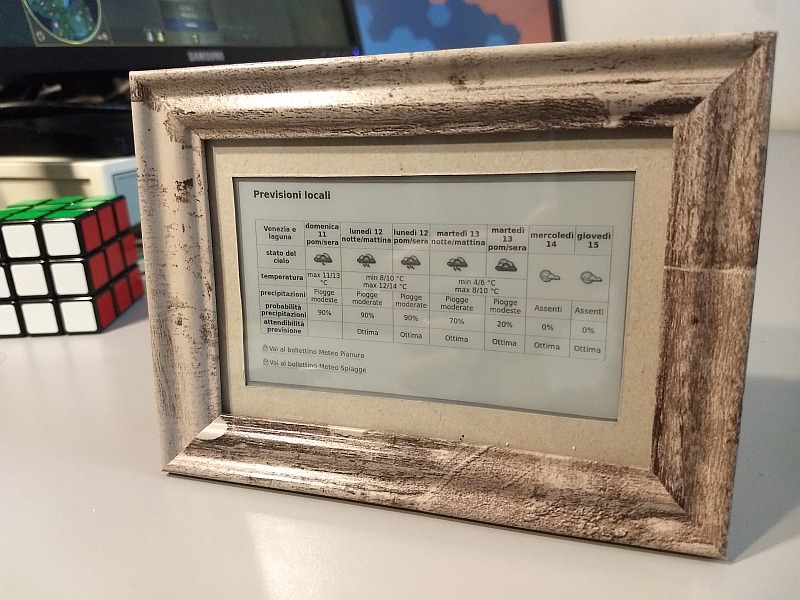 SAMSUNG
Previsioni locali
Venezia e laguna | domenica 11 pom/sera | lunedì 12 notte/mattina | lunedì 12 pom/sera | martedì 13 notte/mattina | martedì 13 pom/sera | mercoledì 14 | giovedì 15
stato del cielo
temperatura | max 11/13 °C | min 8/10 °C max 12/14 °C | min 4/6 °C max 8/10 °C
precipitazioni | Piogge modeste | Piogge moderate | Piogge moderate | Piogge moderate | Piogge modeste | Assenti | Assenti
probabilità precipitazioni | 90% | 90% | 90% | 70% | 20% | 0% | 0%
attendibilità previsione | Ottima | Ottima | Ottima | Ottima | Ottima | Ottima
Vai al bollettino Meteo Pianura
Vai al bollettino Meteo Spiagge